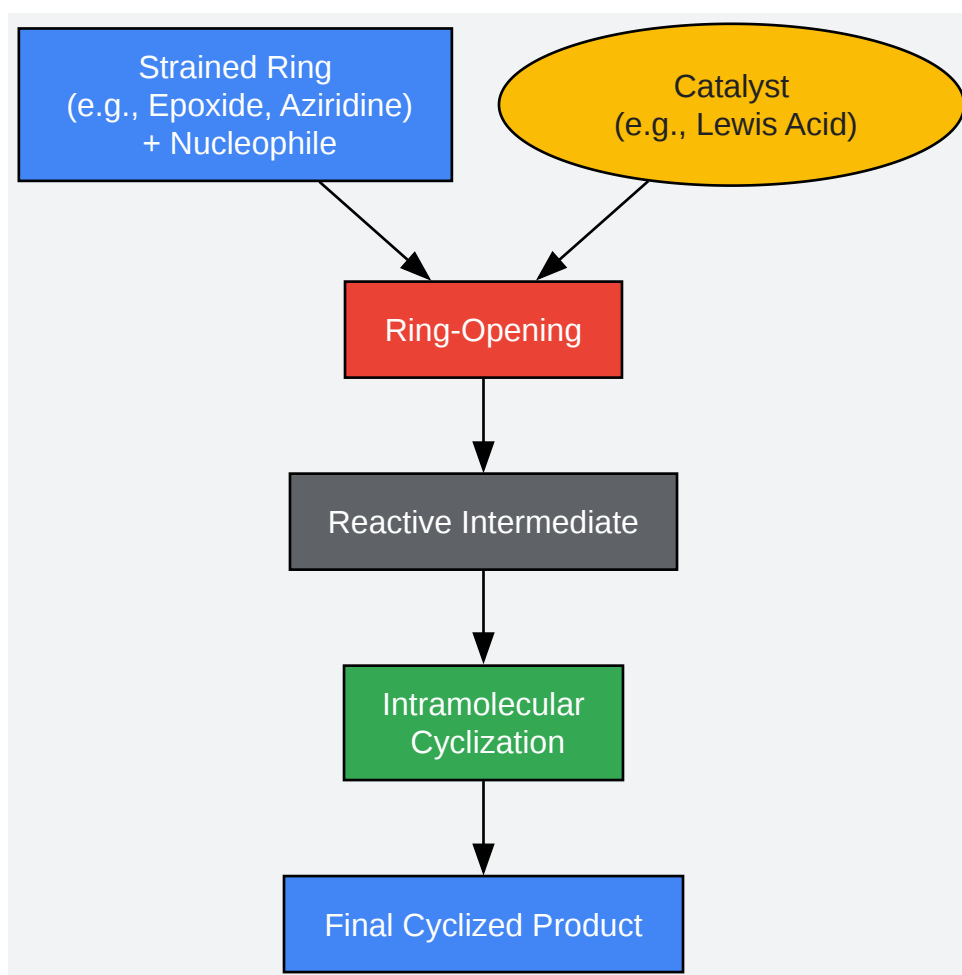 Strained Ring
(e.g., Epoxide, Aziridine)
+ Nucleophile
Catalyst
(e.g., Lewis Acid)
Ring-Opening
Reactive Intermediate
Intramolecular
Cyclization
Final Cyclized Product